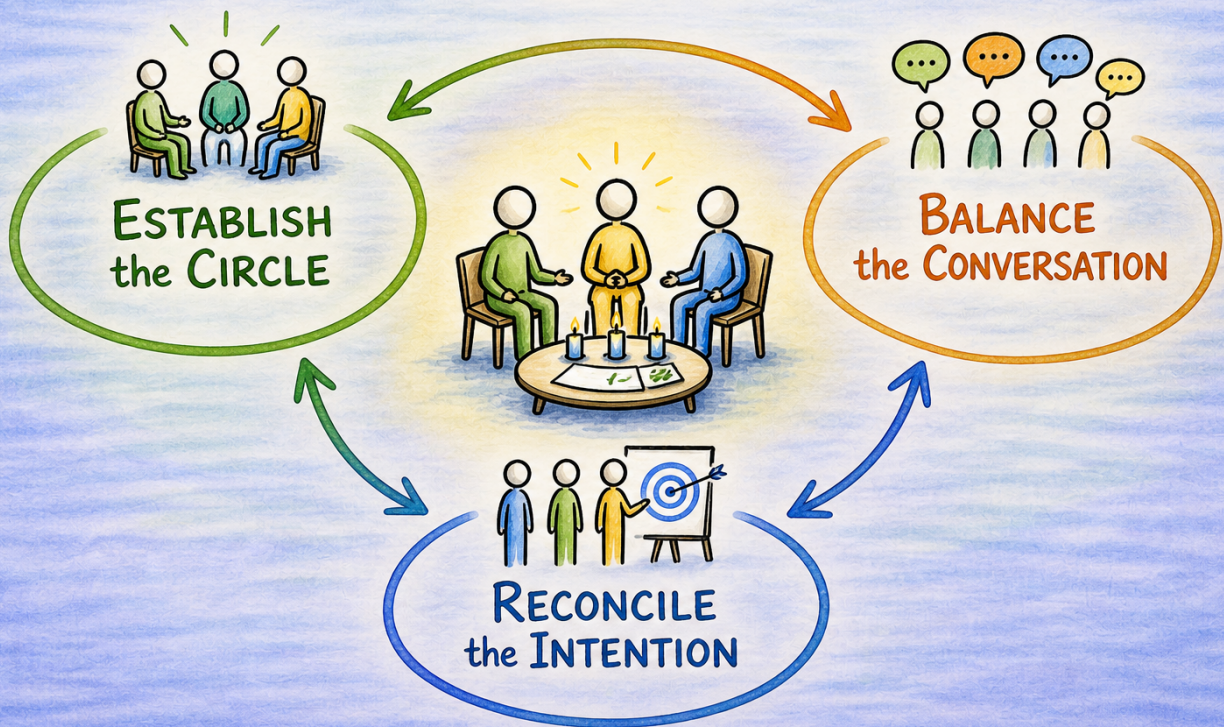 ESTABLISH
the CIRCLE
BALANCE
the CONVERSATION
RECONCILE
the INTENTION